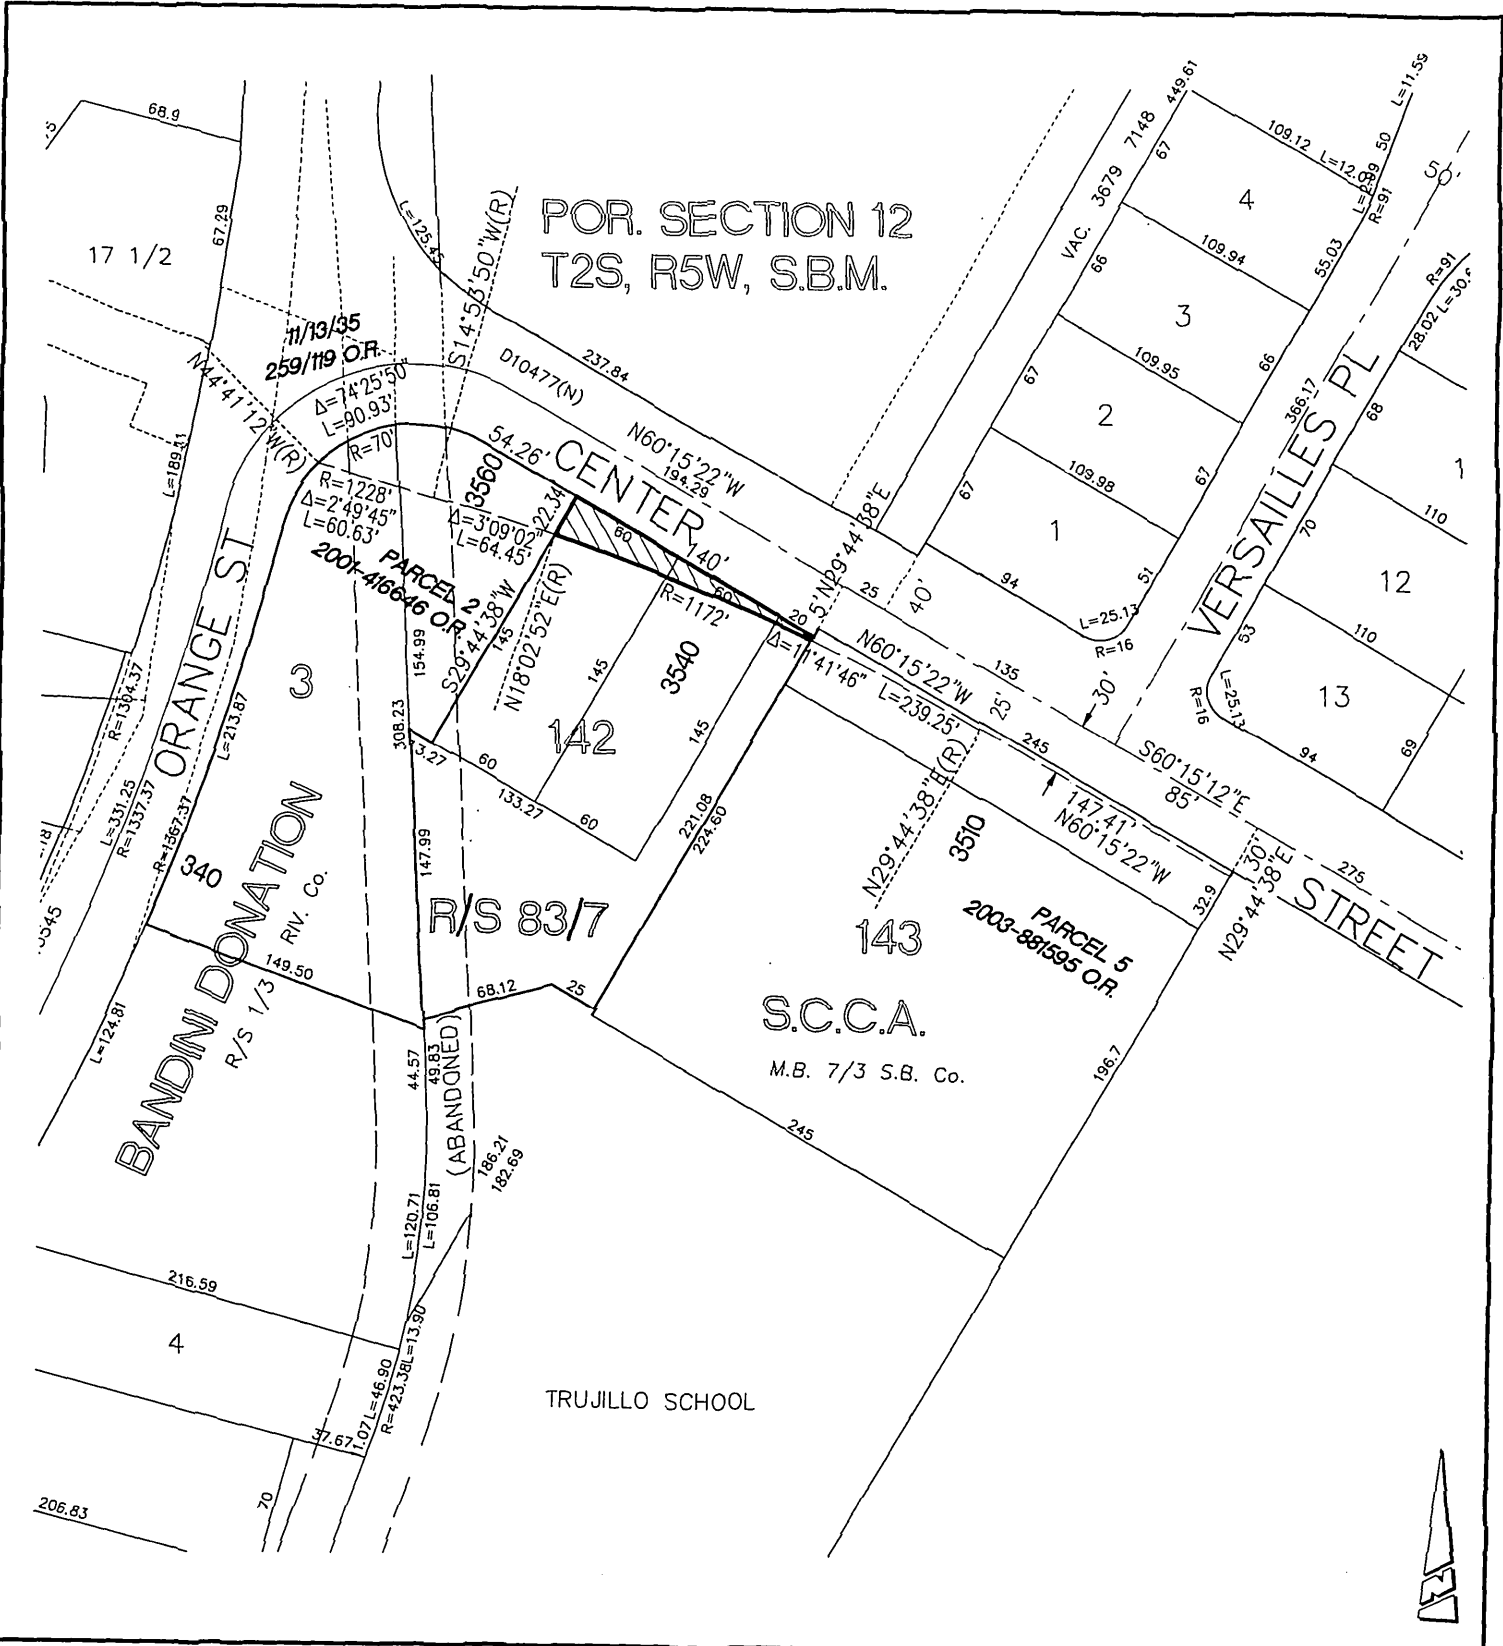 POR. SECTION 12
T2S, R5W, S.B.M.
68.9
67.29
17 1/2
L=125.45
S14°53'50"W(R)
11/13/35
259/119 O.R.
N44°41'12"W(R)
Δ=74°25'50"
L=90.93'
R=70'
D10477(N)
237.84
54.26'
CENTER
N60°15'22"W
194.29
3560
22.34
R=1228'
Δ=2°49'45"
L=60.63'
Δ=3°09'02"
L=64.45'
PARCEL 2
2001-416646 O.R.
60
140'
60
R=1172'
20
5'
N29°44'38"E
25
40'
Δ=11°41'46"
L=239.25'
N60°15'22"W
25'
135
30'
245
S60°15'12"E
85'
147.41'
N60°15'22"W
30'
N29°44'38"E
275
STREET
VAC. 3679 7148
449.61
67
109.12
4
66
109.94
3
67
109.95
2
67
109.98
1
94
L=25.13
R=16
51
67
66
55.03
R=91
50
L=11.59
50'
R=91
28.02
VERSAILLES PL
366.17
68
1
70
110
12
53
110
13
L=25.13
R=16
94
69
ORANGE ST
L=189.11
L=213.87
R=1304.37
L=331.25
R=1337.37
R=1367.37
3
154.99
308.23
S29°44'38"W
145
N18°02'52"E(R)
145
3540
142
145
13.27
60
133.27
60
221.08
224.60
147.99
R/S 83/7
340
149.50
L=124.81
BANDINI DONATION
R/S 1/3 RIV. Co.
68.12
25
N29°44'38"E(R)
3510
143
PARCEL 5
2003-881595 O.R.
32.9
S.C.C.A.
M.B. 7/3 S.B. Co.
196.7
245
44.57
49.83
(ABANDONED)
186.21
182.69
L=120.71
L=106.81
216.59
4
L=13.90
R=423.38
L=46.90
1.07
37.67
70
206.83
TRUJILLO SCHOOL